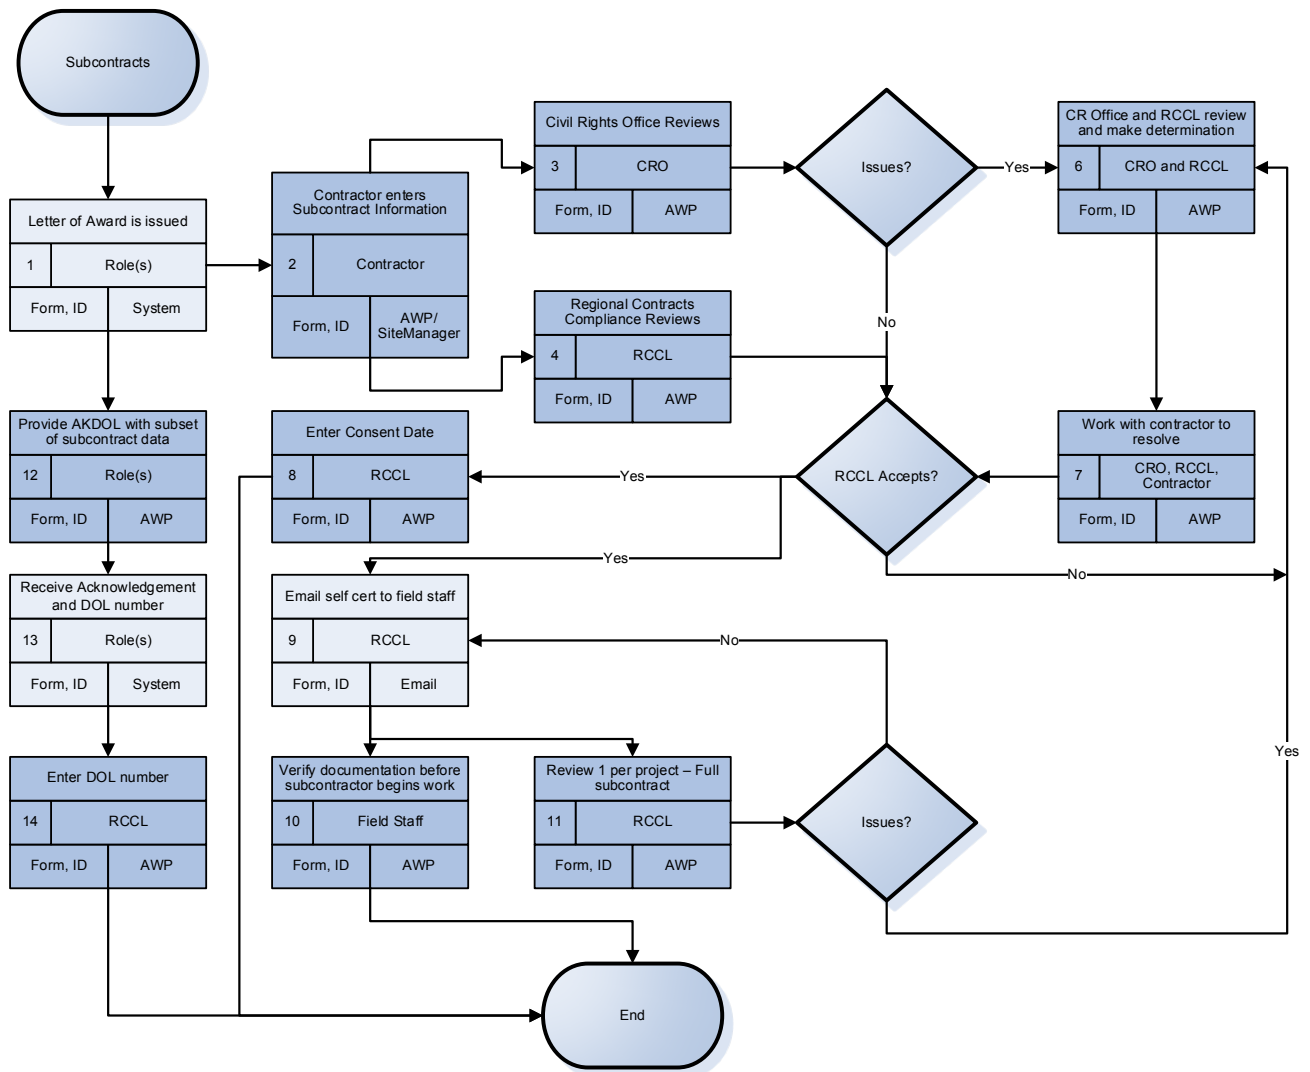 Subcontracts
Letter of Award is issued
1
Role(s)
Form, ID
System
Contractor enters
Subcontract Information
2
Contractor
Form, ID
AWP/
SiteManager
Civil Rights Office Reviews
3
CRO
Form, ID
AWP
Issues?
Yes
No
CR Office and RCCL review
and make determination
6
CRO and RCCL
Form, ID
AWP
Regional Contracts
Compliance Reviews
4
RCCL
Form, ID
AWP
Provide AKDOL with subset
of subcontract data
12
Role(s)
Form, ID
AWP
Enter Consent Date
8
RCCL
Form, ID
AWP
Yes
RCCL Accepts?
Work with contractor to
resolve
7
CRO, RCCL,
Contractor
Form, ID
AWP
Yes
No
Receive Acknowledgement
and DOL number
13
Role(s)
Form, ID
System
Email self cert to field staff
9
RCCL
Form, ID
Email
No
Enter DOL number
14
RCCL
Form, ID
AWP
Verify documentation before
subcontractor begins work
10
Field Staff
Form, ID
AWP
Review 1 per project – Full
subcontract
11
RCCL
Form, ID
AWP
Issues?
Yes
End